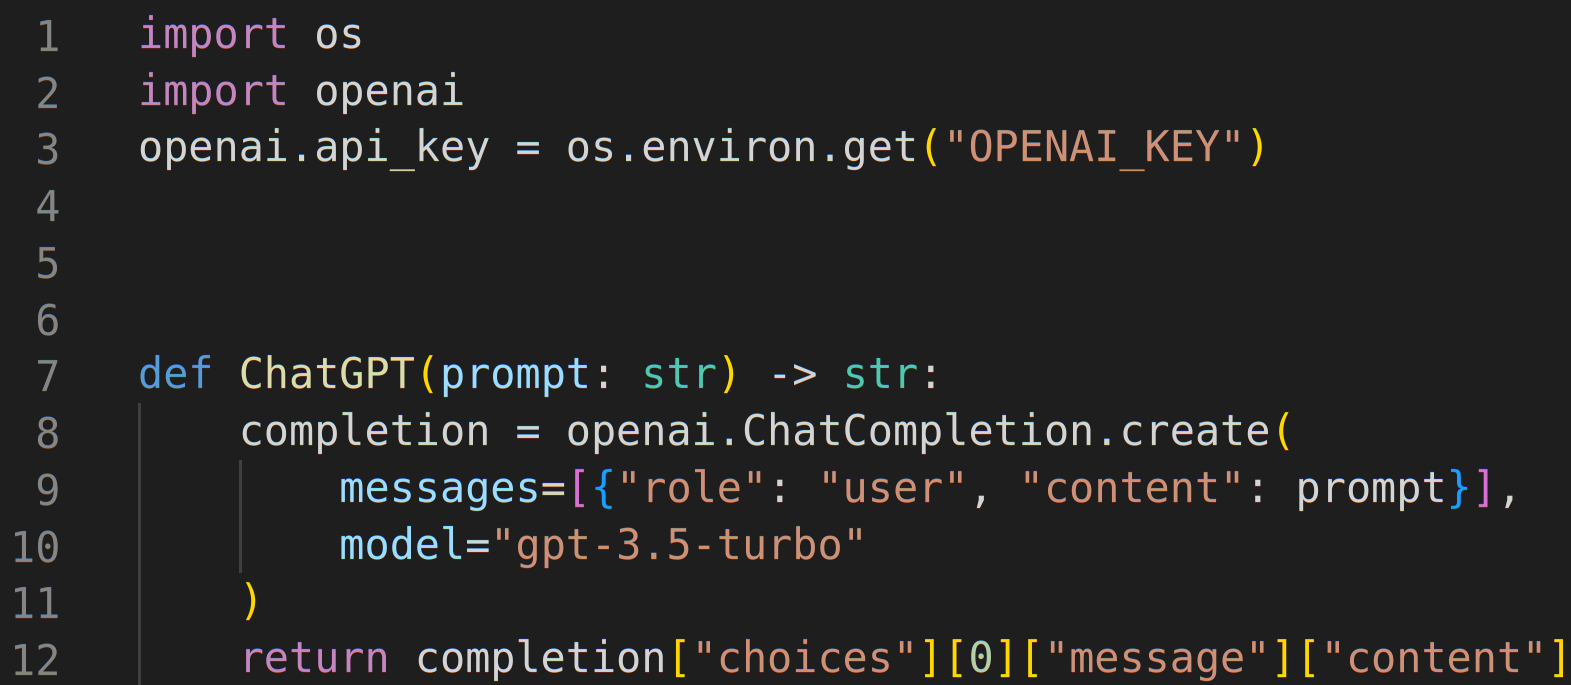 1 import os
2 import openai
3 openai.api_key = os.environ.get("OPENAI_KEY")
4
5
6
7 def ChatGPT(prompt: str) -> str:
8     completion = openai.ChatCompletion.create(
9         messages=[{"role": "user", "content": prompt}],
10         model="gpt-3.5-turbo"
11     )
12     return completion["choices"][0]["message"]["content"]